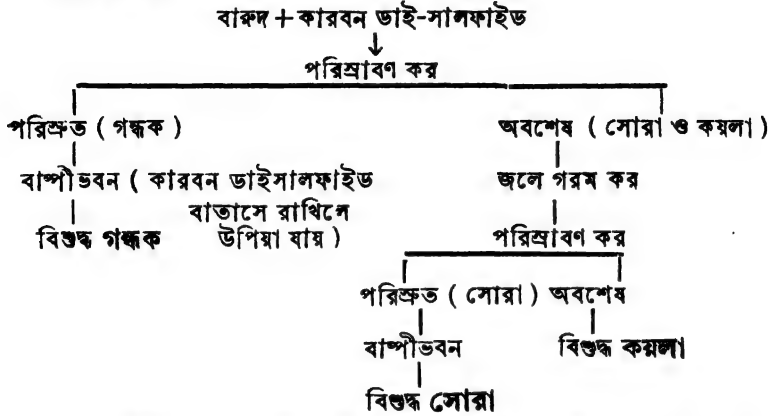 বারুদ + কারবন ডাই-সালফাইড
পরিস্রাবণ কর
পরিস্রুত ( গন্ধক ) অবশেষ ( সোরা ও কয়লা )
বাষ্পীভবন ( কারবন ডাইসালফাইড জলে গরম কর
বাতাসে রাখিলে
বিশুদ্ধ গন্ধক উপিয়া যায় ) পরিস্রাবণ কর
পরিস্রুত ( সোরা ) অবশেষ
বাষ্পীভবন বিশুদ্ধ কয়লা
বিশুদ্ধ সোরা